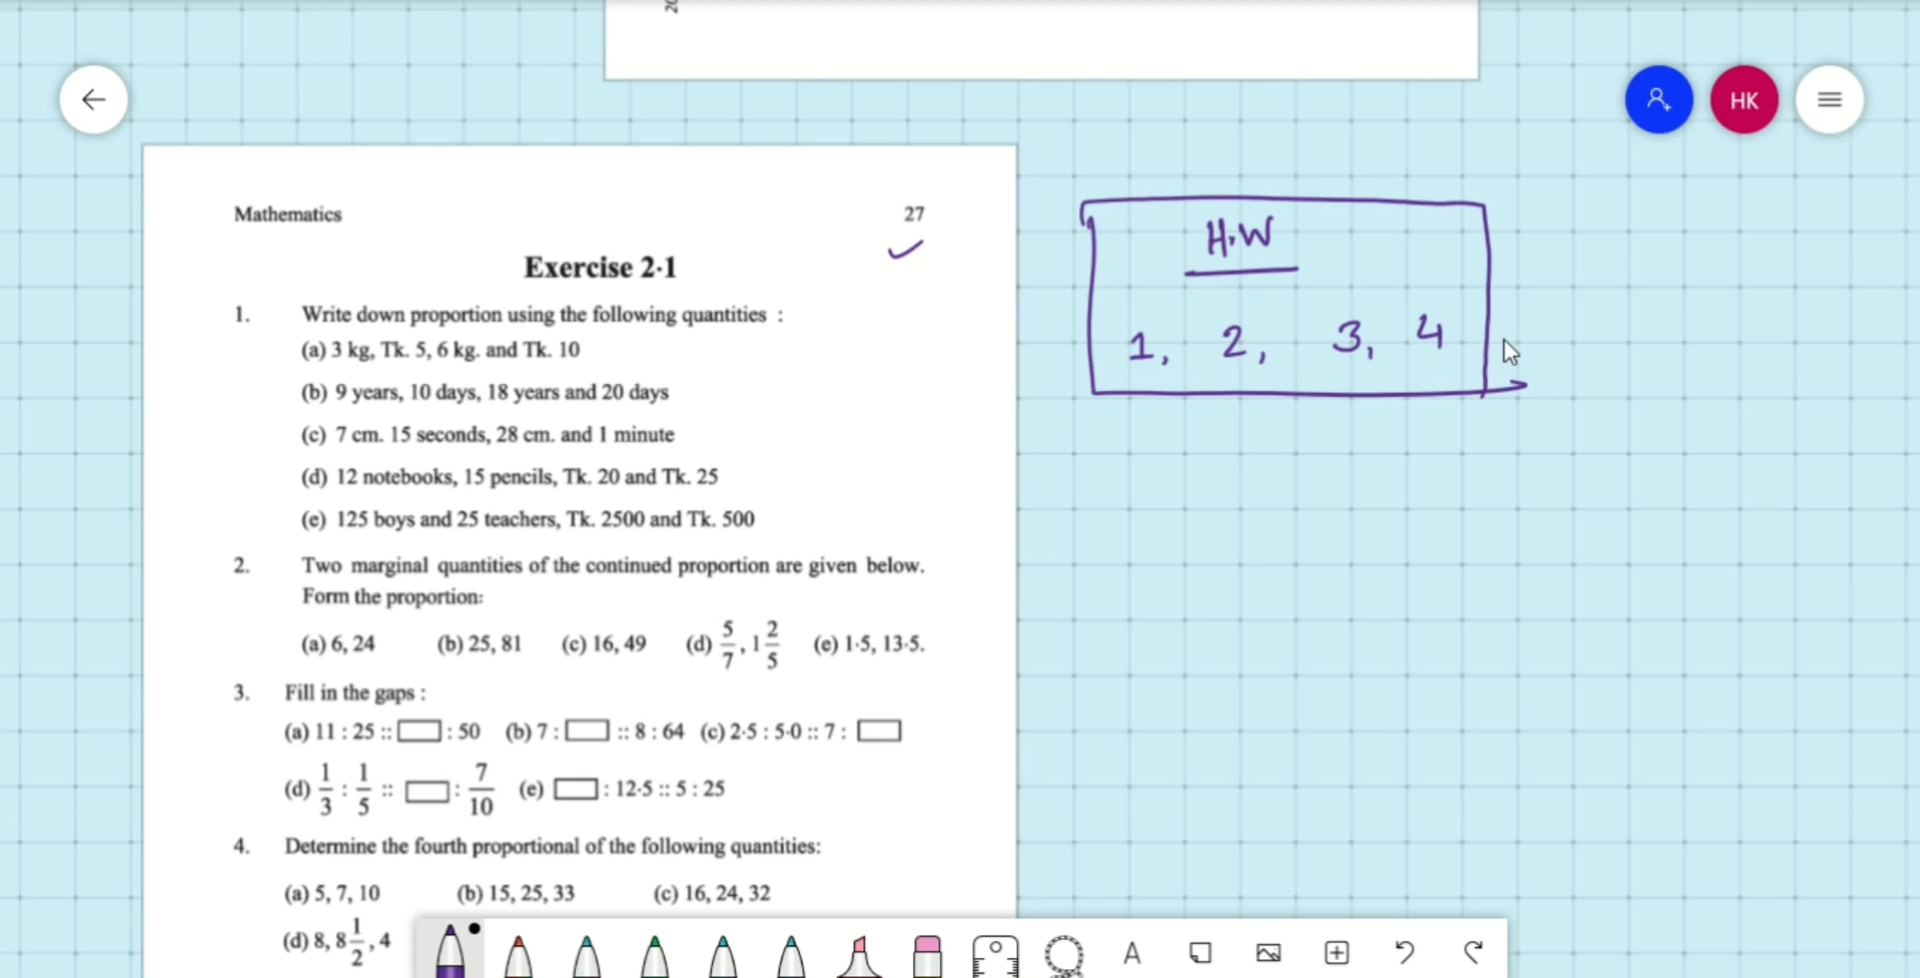 20
HK
Mathematics 27
Exercise 2·1
1. Write down proportion using the following quantities :
(a) 3 kg, Tk. 5, 6 kg. and Tk. 10
(b) 9 years, 10 days, 18 years and 20 days
(c) 7 cm. 15 seconds, 28 cm. and 1 minute
(d) 12 notebooks, 15 pencils, Tk. 20 and Tk. 25
(e) 125 boys and 25 teachers, Tk. 2500 and Tk. 500
2. Two marginal quantities of the continued proportion are given below.
Form the proportion:
(a) 6, 24 (b) 25, 81 (c) 16, 49 (d) 5/7, 1 2/5 (e) 1·5, 13·5.
3. Fill in the gaps :
(a) 11 : 25 :: □ : 50 (b) 7 : □ :: 8 : 64 (c) 2·5 : 5·0 :: 7 : □
(d) 1/3 : 1/5 :: □ : 7/10 (e) □ : 12·5 :: 5 : 25
4. Determine the fourth proportional of the following quantities:
(a) 5, 7, 10 (b) 15, 25, 33 (c) 16, 24, 32
(d) 8, 8 1/2, 4
H.W
1, 2, 3, 4
A